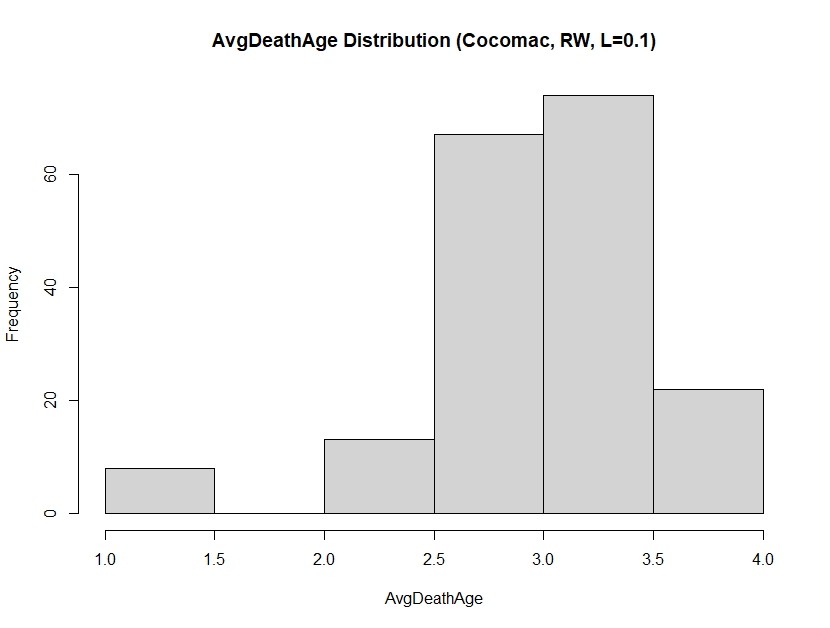 AvgDeathAge Distribution (Cocomac, RW, L=0.1)
Frequency
60
40
20
0
1.0 1.5 2.0 2.5 3.0 3.5 4.0
AvgDeathAge